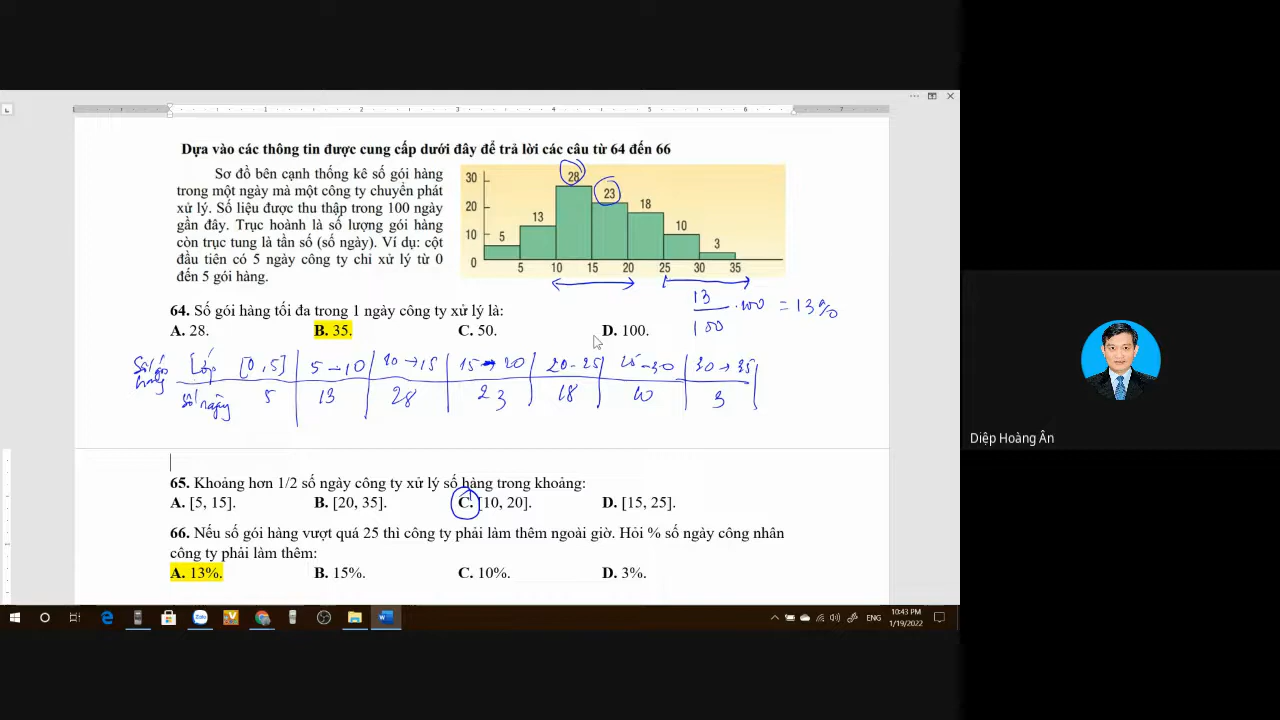 Dựa vào các thông tin được cung cấp dưới đây để trả lời các câu từ 64 đến 66
Sơ đồ bên cạnh thống kê số gói hàng
trong một ngày mà một công ty chuyển phát
xử lý. Số liệu được thu thập trong 100 ngày
gần đây. Trục hoành là số lượng gói hàng
còn trục tung là tần số (số ngày). Ví dụ: cột
đầu tiên có 5 ngày công ty chỉ xử lý từ 0
đến 5 gói hàng.
30
20
10
0
5 13 28 23 18 10 3
5 10 15 20 25 30 35
13/100 · 100 = 13%
64. Số gói hàng tối đa trong 1 ngày công ty xử lý là:
A. 28. B. 35. C. 50. D. 100.
Số gói hàng
Lớp [0,5] 5-10 10→15 15→20 20-25 25-30 30→35
Số ngày 5 13 28 23 18 10 3
65. Khoảng hơn 1/2 số ngày công ty xử lý số hàng trong khoảng:
A. [5, 15]. B. [20, 35]. C. [10, 20]. D. [15, 25].
66. Nếu số gói hàng vượt quá 25 thì công ty phải làm thêm ngoài giờ. Hỏi % số ngày công nhân
công ty phải làm thêm:
A. 13%. B. 15%. C. 10%. D. 3%.
Diệp Hoàng Ân
ENG
10:43 PM
1/19/2022